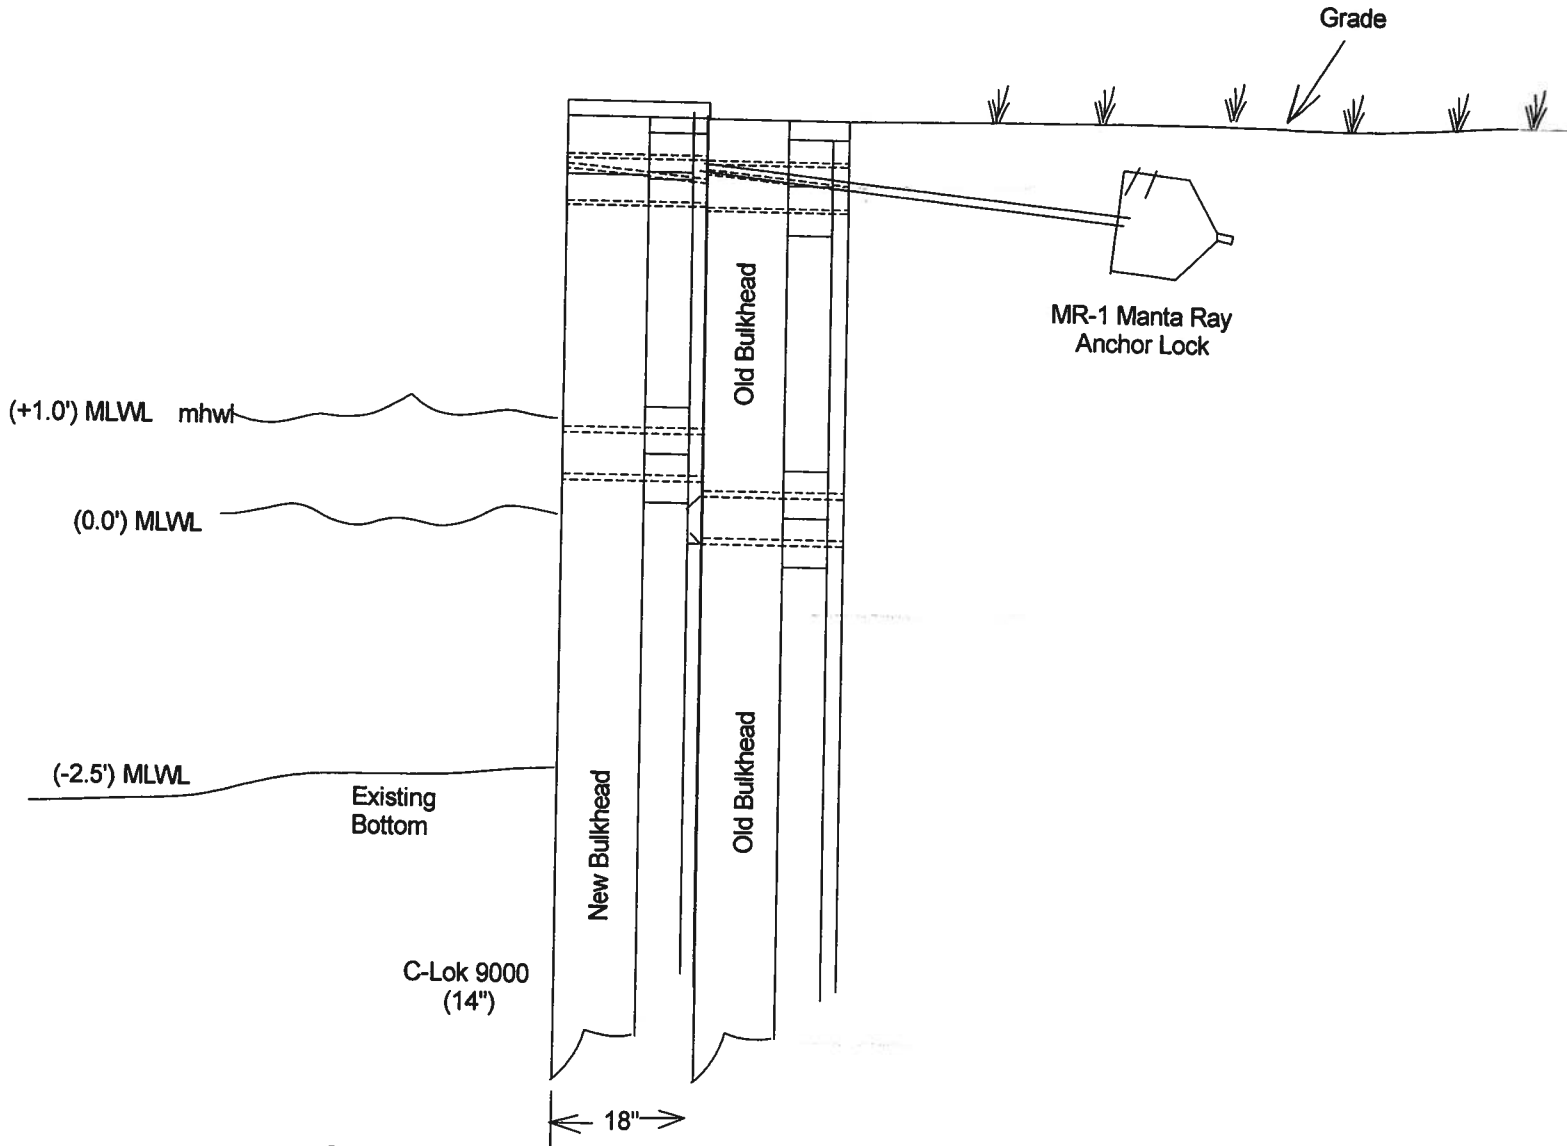 Grade
MR-1 Manta Ray
Anchor Lock
Old Bulkhead
(+1.0') MLWL mhwl
(0.0') MLWL
(-2.5') MLWL
Existing
Bottom
New Bulkhead
Old Bulkhead
C-Lok 9000
(14")
18"